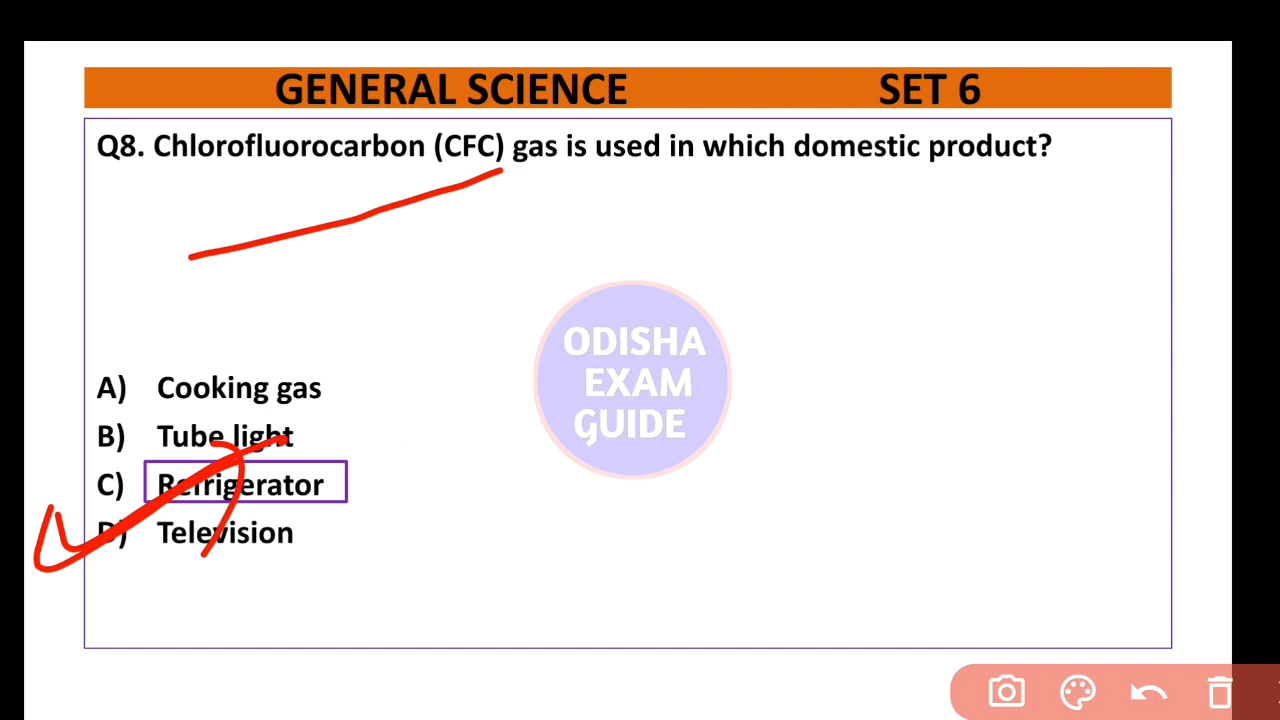 GENERAL SCIENCE SET 6
Q8. Chlorofluorocarbon (CFC) gas is used in which domestic product?
ODISHA
EXAM
GUIDE
A) Cooking gas
B) Tube light
C) Refrigerator
D) Television